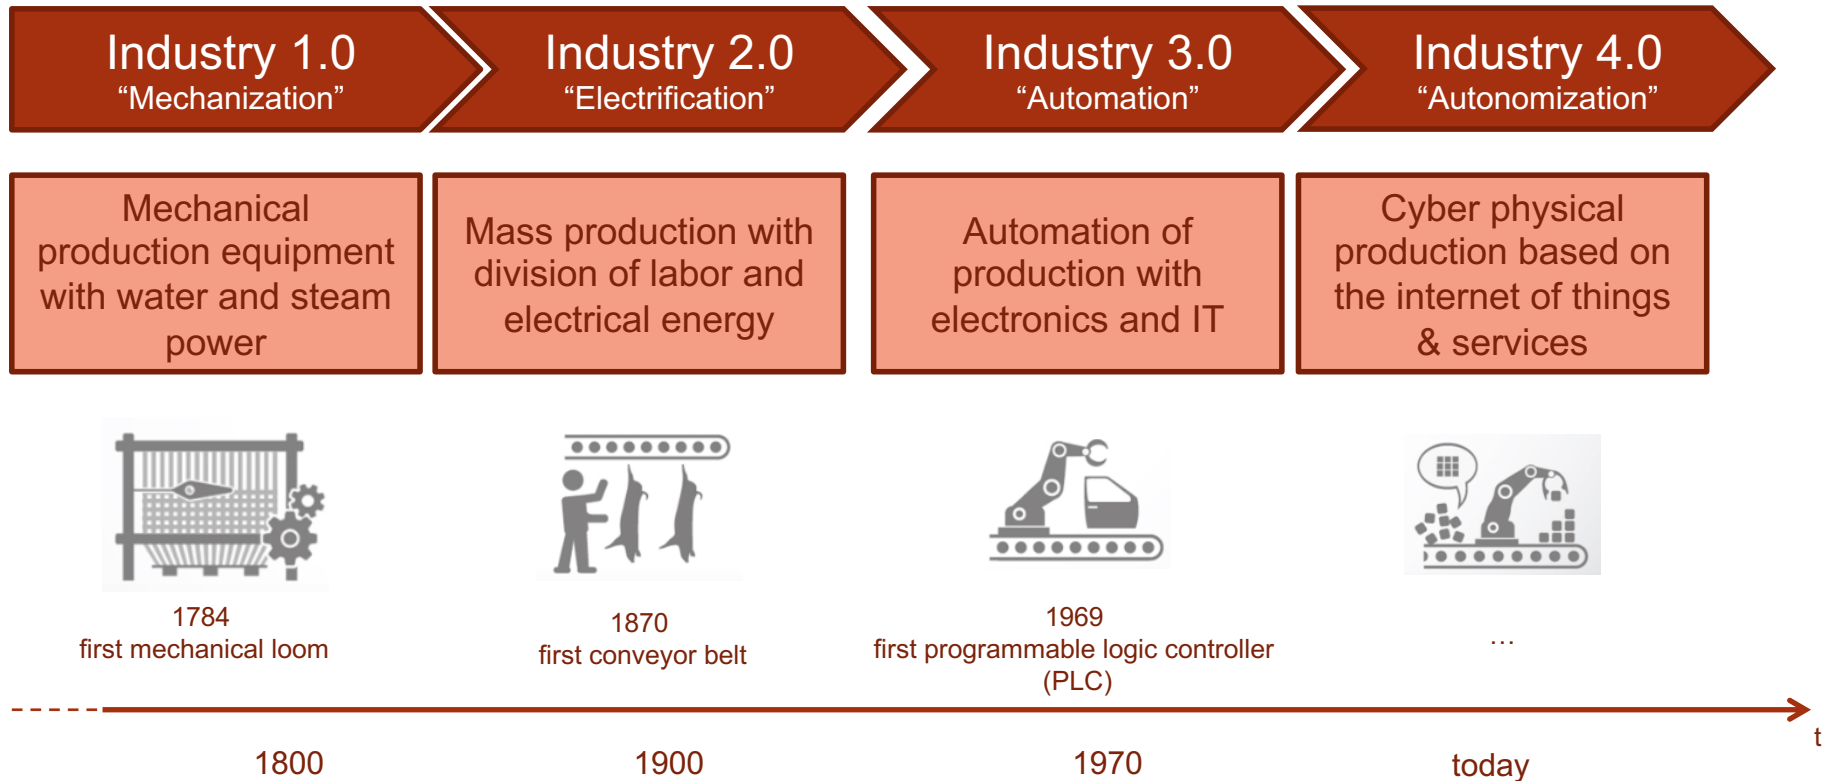 Industry 1.0
“Mechanization”
Industry 2.0
“Electrification”
Industry 3.0
“Automation”
Industry 4.0
“Autonomization”
Mechanical
production equipment
with water and steam
power
Mass production with
division of labor and
electrical energy
Automation of
production with
electronics and IT
Cyber physical
production based on
the internet of things
& services
1784
first mechanical loom
1870
first conveyor belt
1969
first programmable logic controller
(PLC)
…
t
1800
1900
1970
today